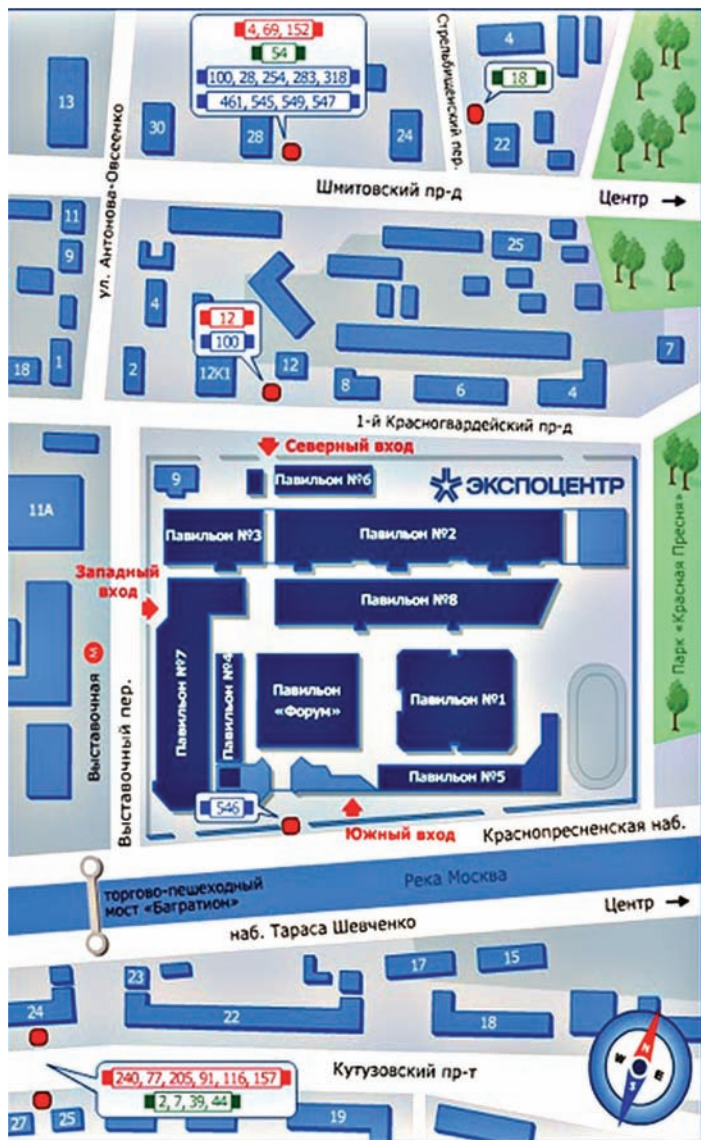 4, 69, 152
54
100, 28, 254, 283, 318
461, 545, 549, 547
Стрельбищенский пер.
4
18
13
30
28
24
22
Шмитовский пр-д
Центр
ул. Антонова-Овсеенко
11
9
25
4
12
100
18
1
2
12К1
12
8
6
4
7
1-й Красногвардейский пр-д
Северный вход
9
Павильон №6
ЭКСПОЦЕНТР
11А
Павильон №3
Павильон №2
Западный
вход
Павильон №8
Парк «Красная Пресня»
М
Выставочная
Выставочный пер.
Павильон №7
Павильон №4
Павильон
«Форум»
Павильон №1
Павильон №5
546
Южный вход
Краснопресненская наб.
торгово-пешеходный
мост «Багратион»
Река Москва
Центр
наб. Тараса Шевченко
23
17
15
24
22
18
N
W
E
S
Кутузовский пр-т
240, 77, 205, 91, 116, 157
2, 7, 39, 44
27
25
19